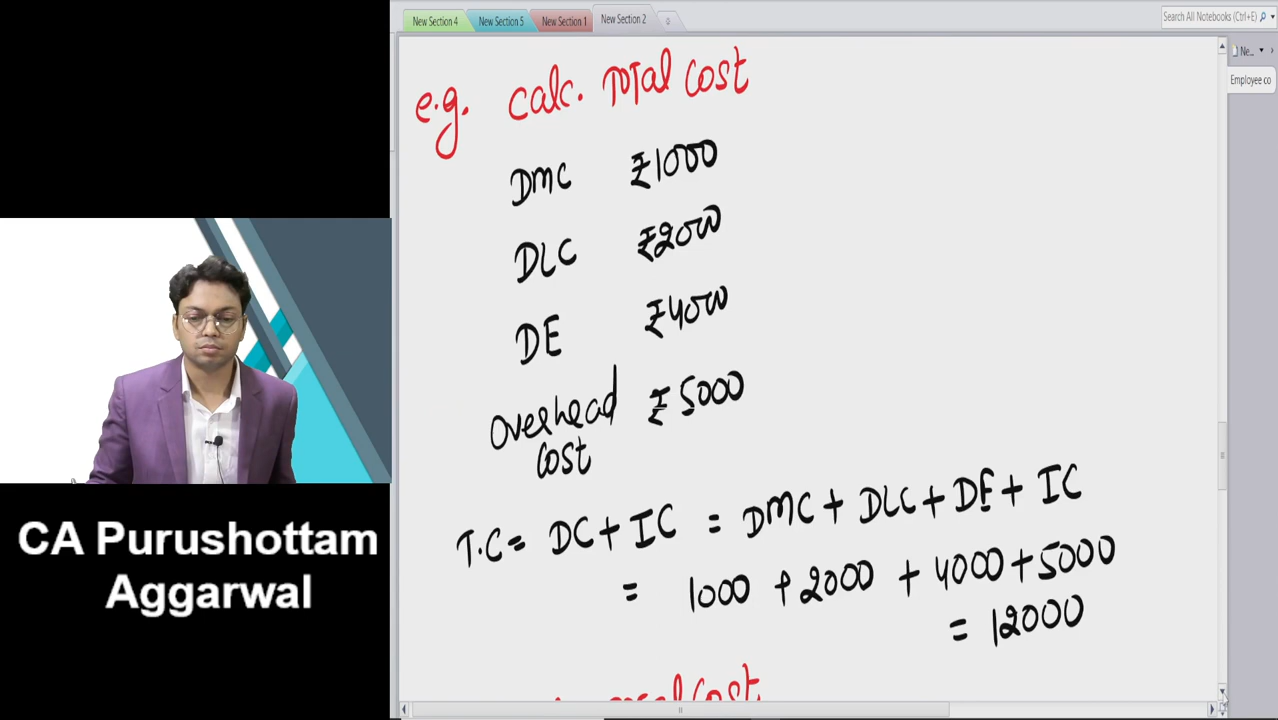 New Section 4 New Section 5 New Section 1 New Section 2
Search All Notebooks (Ctrl+E)
Ne...
Employee co
e.g. calc. Total cost
DMC ₹1000
DLC ₹2000
DE ₹4000
overhead ₹5000
cost
T.C = DC + IC = DMC + DLC + DE + IC
= 1000 + 2000 + 4000 + 5000
= 12000
cost
CA Purushottam
Aggarwal